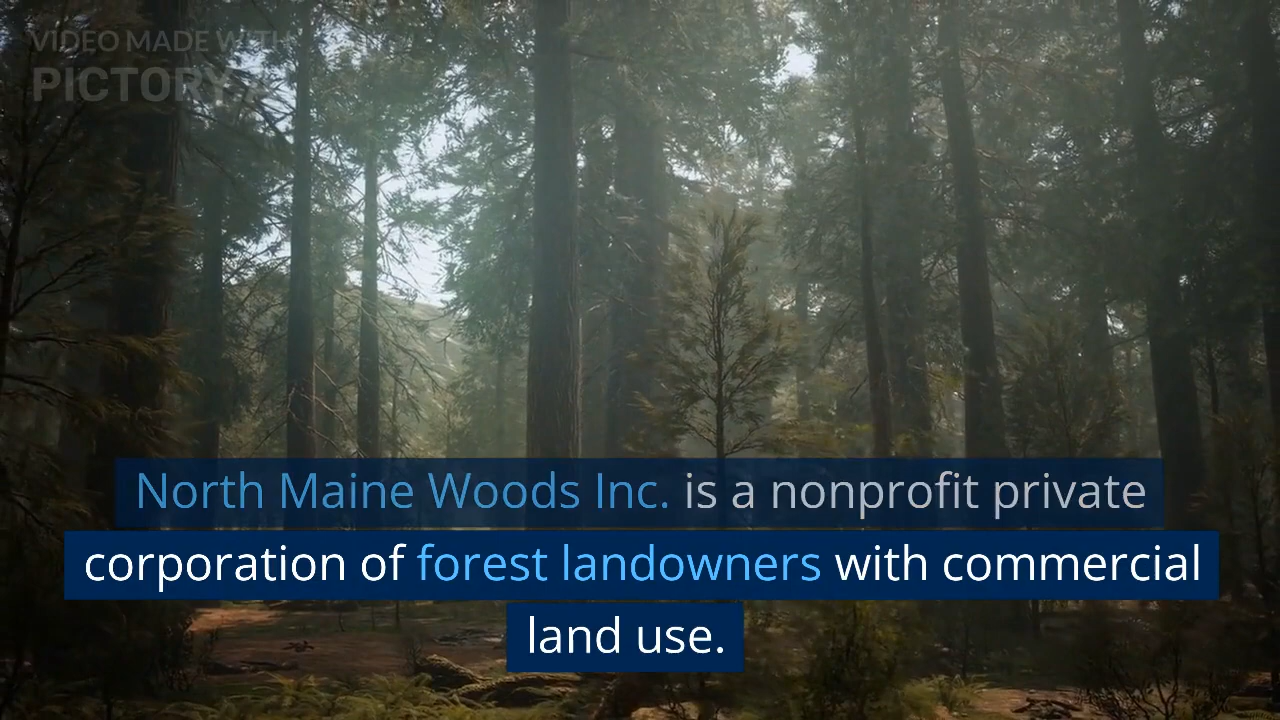 VIDEO MADE WITH
PICTORY.
North Maine Woods Inc. is a nonprofit private
corporation of forest landowners with commercial
land use.